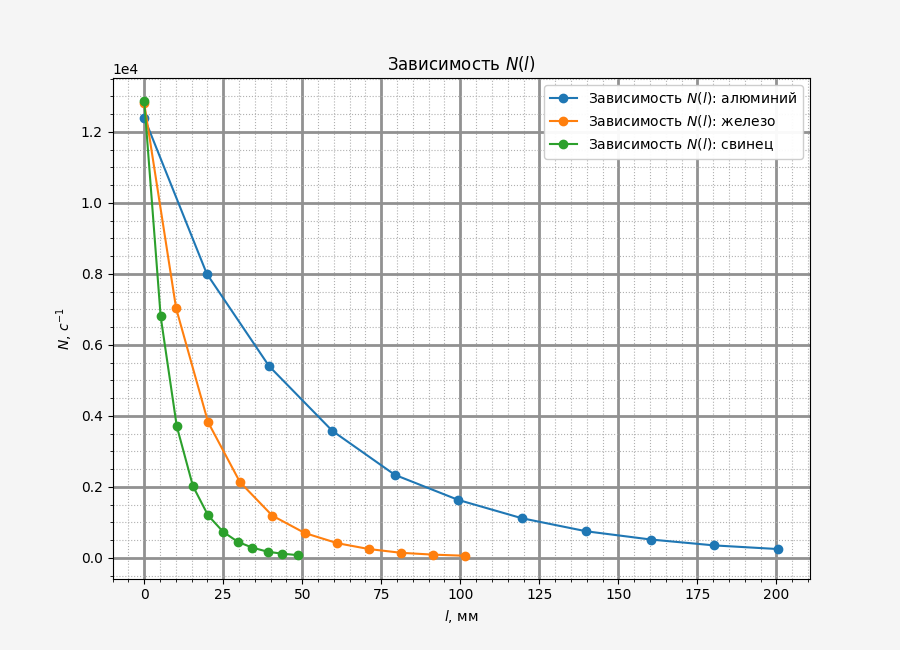 Зависимость N(l)
1e4
Зависимость N(l): алюминий
Зависимость N(l): железо
Зависимость N(l): свинец
1.2
1.0
0.8
0.6
0.4
0.2
0.0
N, c⁻¹
0 25 50 75 100 125 150 175 200
l, мм